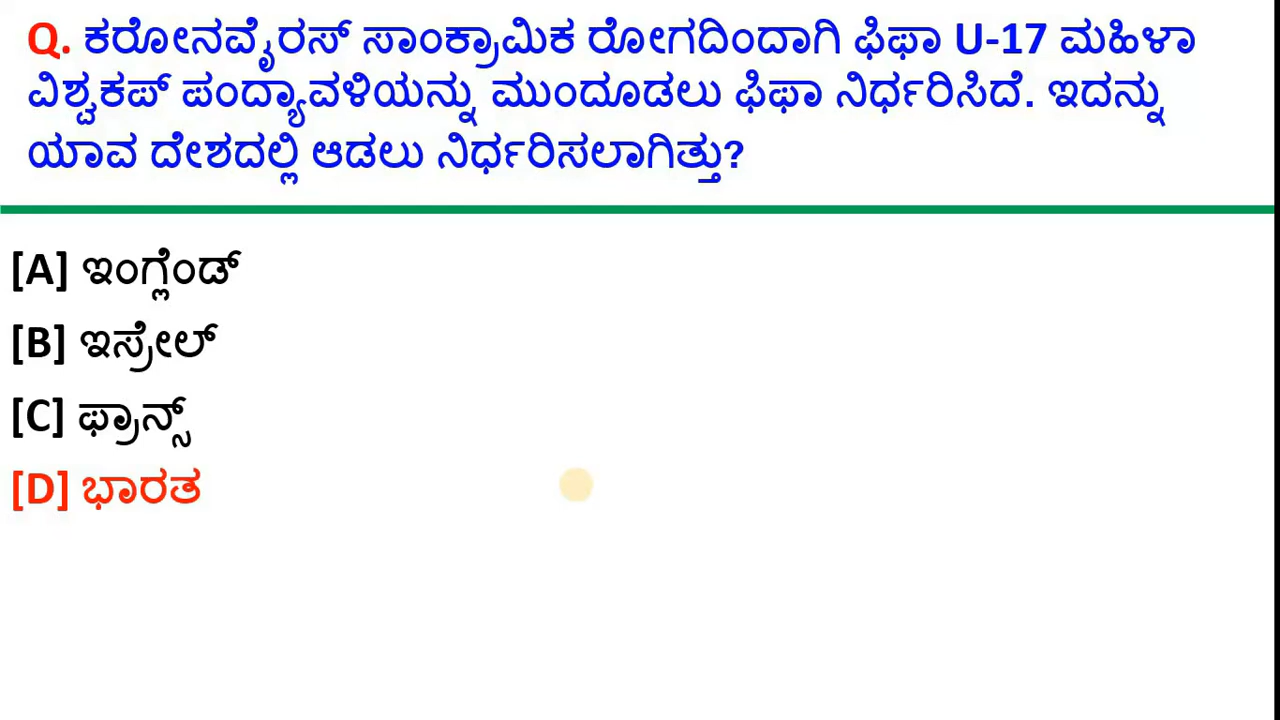 Q. ಕರೋನವೈರಸ್ ಸಾಂಕ್ರಾಮಿಕ ರೋಗದಿಂದಾಗಿ ಫಿಫಾ U-17 ಮಹಿಳಾ
ವಿಶ್ವಕಪ್ ಪಂದ್ಯಾವಳಿಯನ್ನು ಮುಂದೂಡಲು ಫಿಫಾ ನಿರ್ಧರಿಸಿದೆ. ಇದನ್ನು
ಯಾವ ದೇಶದಲ್ಲಿ ಆಡಲು ನಿರ್ಧರಿಸಲಾಗಿತ್ತು?
[A] ಇಂಗ್ಲೆಂಡ್
[B] ಇಸ್ರೇಲ್
[C] ಫ್ರಾನ್ಸ್
[D] ಭಾರತ